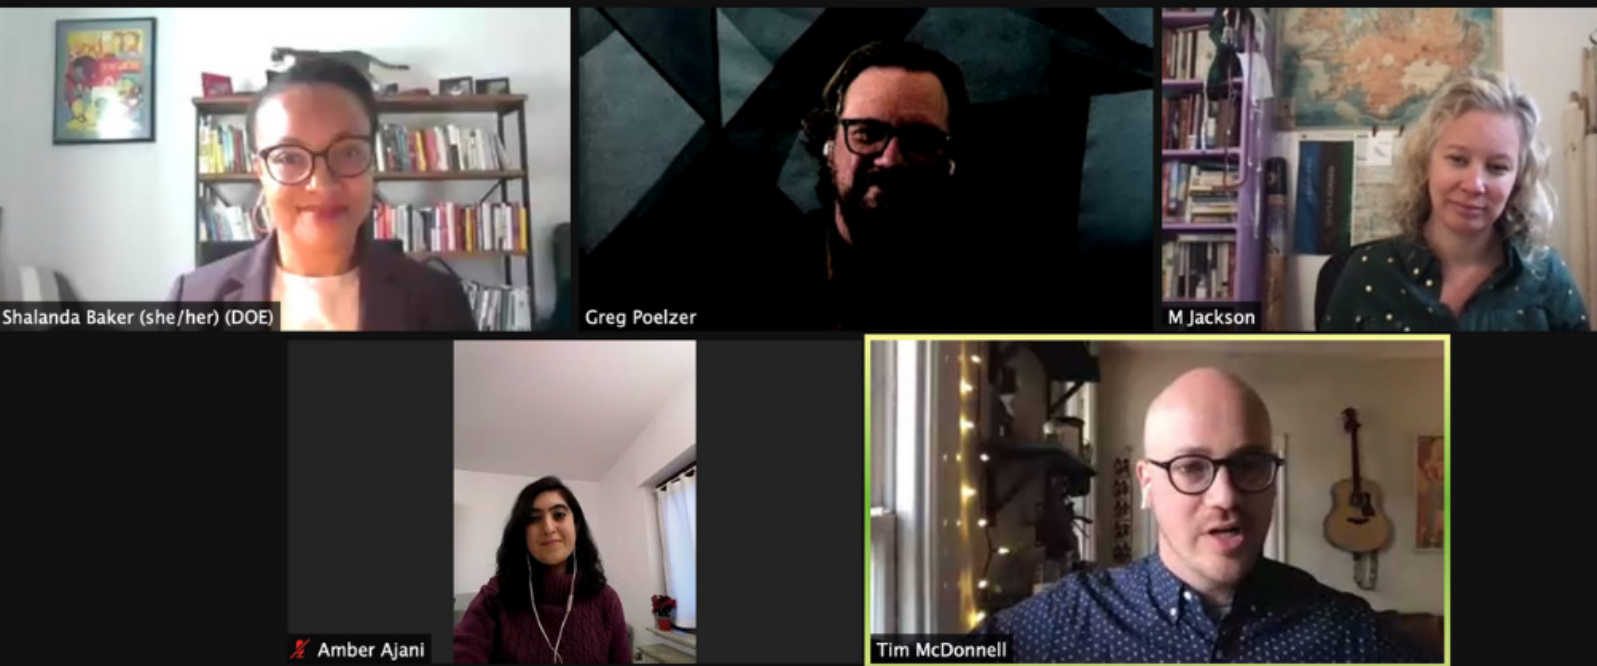 Shalanda Baker (she/her) (DOE)
Greg Poelzer
M Jackson
Amber Ajani
Tim McDonnell